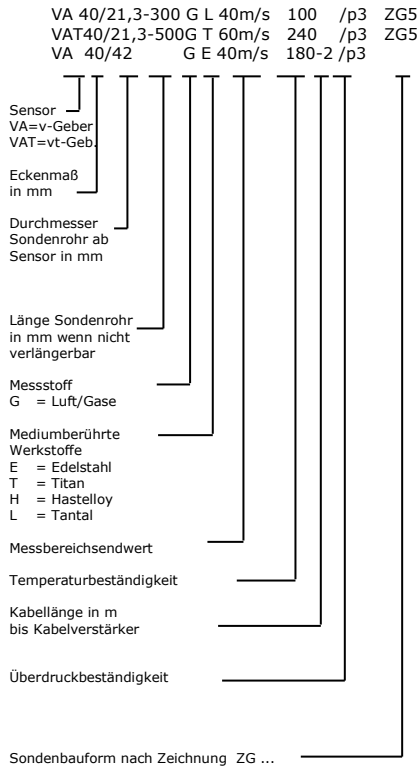 VA 40/21,3-300 G L 40m/s 100 /p3 ZG5
VAT40/21,3-500G T 60m/s 240 /p3 ZG5
VA 40/42 G E 40m/s 180-2 /p3
Sensor
VA=v-Geber
VAT=vt-Geb.
Eckenmaß
in mm
Durchmesser
Sondenrohr ab
Sensor in mm
Länge Sondenrohr
in mm wenn nicht
verlängerbar
Messstoff
G = Luft/Gase
Mediumberührte
Werkstoffe
E = Edelstahl
T = Titan
H = Hastelloy
L = Tantal
Messbereichsendwert
Temperaturbeständigkeit
Kabellänge in m
bis Kabelverstärker
Überdruckbeständigkeit
Sondenbauform nach Zeichnung ZG ...